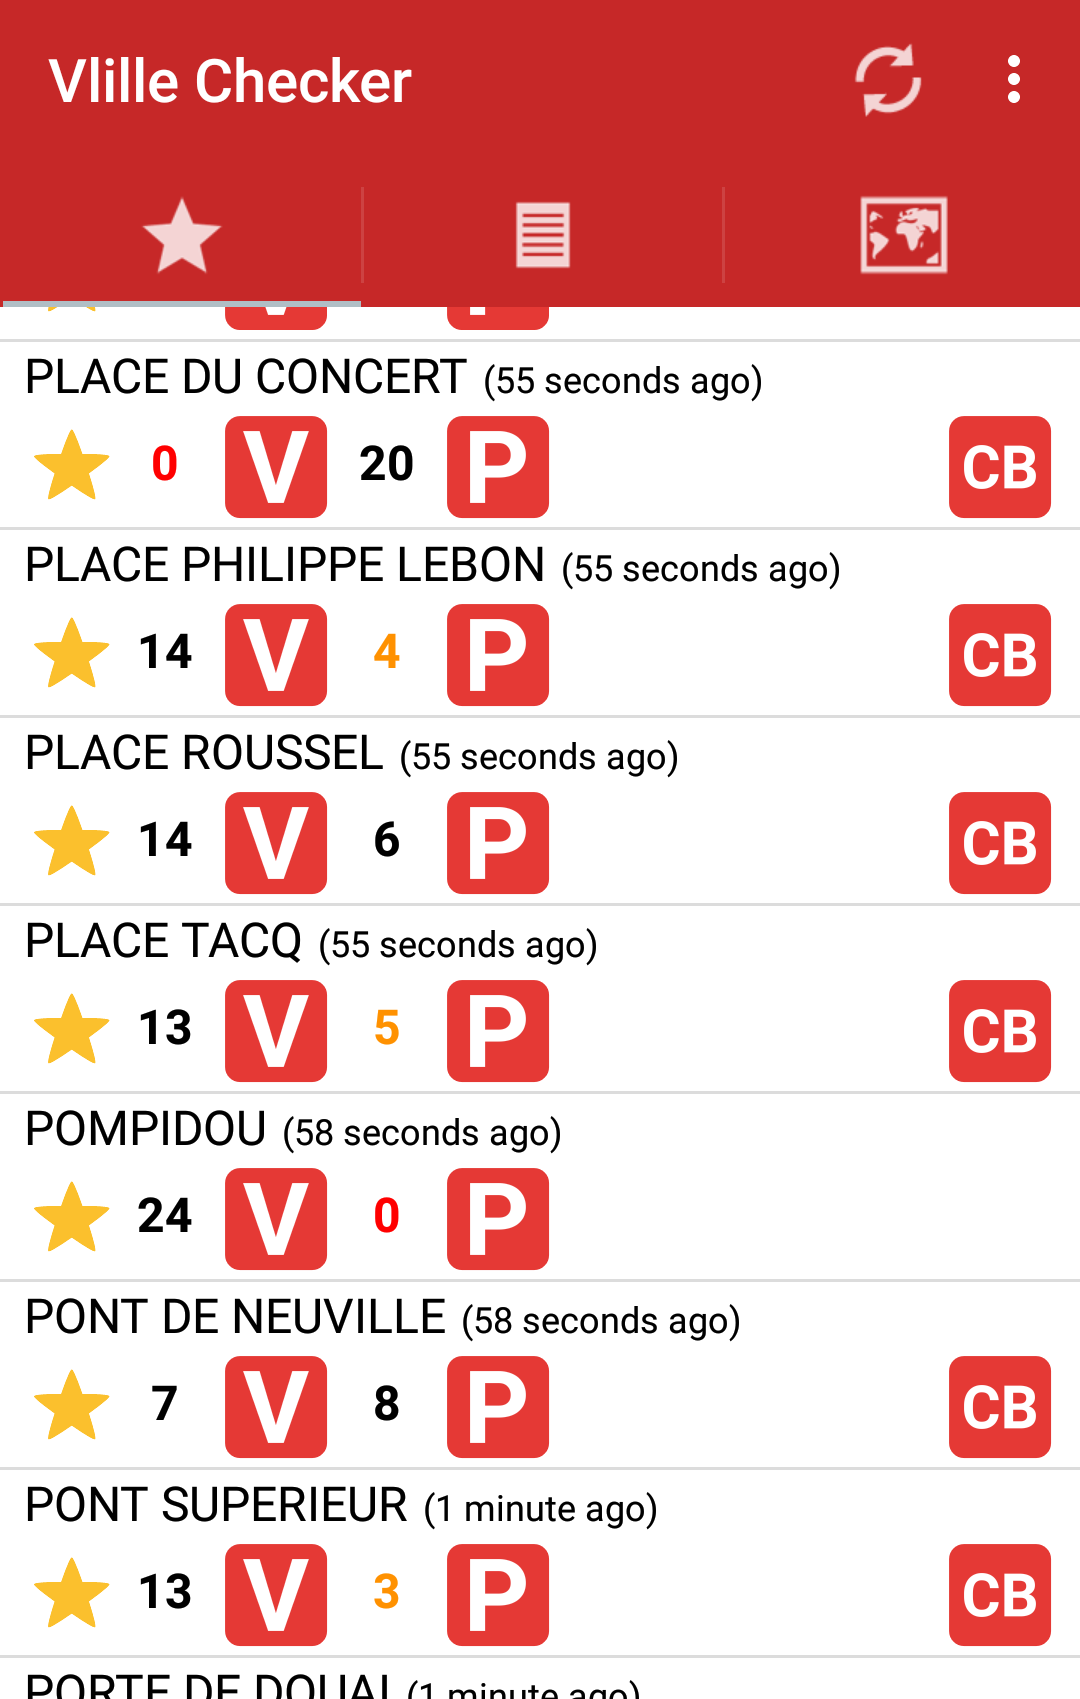 Vlille Checker
PLACE DU CONCERT (55 seconds ago)
0 V 20 P CB
PLACE PHILIPPE LEBON (55 seconds ago)
14 V 4 P CB
PLACE ROUSSEL (55 seconds ago)
14 V 6 P CB
PLACE TACQ (55 seconds ago)
13 V 5 P CB
POMPIDOU (58 seconds ago)
24 V 0 P
PONT DE NEUVILLE (58 seconds ago)
7 V 8 P CB
PONT SUPERIEUR (1 minute ago)
13 V 3 P CB
PORTE DE DOUAI (1 minute ago)